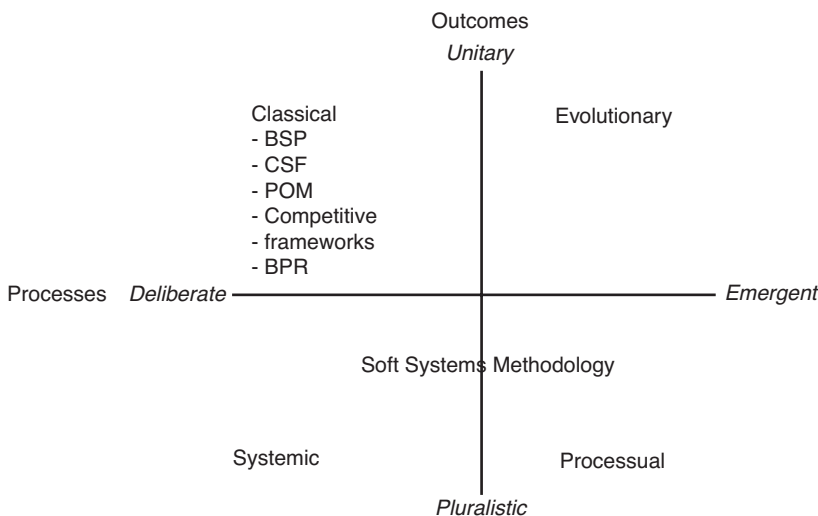 Outcomes
Unitary
Classical
- BSP
- CSF
- POM
- Competitive
- frameworks
- BPR
Evolutionary
Processes Deliberate Emergent
Soft Systems Methodology
Systemic Processual
Pluralistic